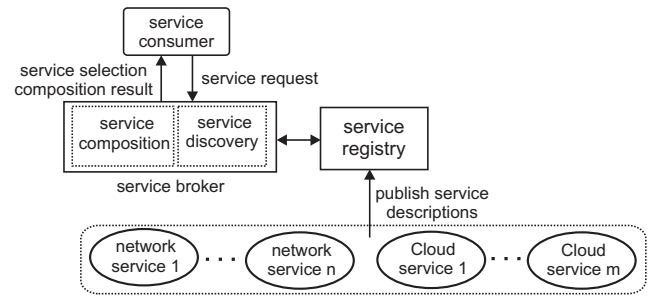 service
consumer
service selection
composition result
service request
service
composition
service
discovery
service broker
service
registry
publish service
descriptions
network
service 1
. . .
network
service n
Cloud
service 1
. . .
Cloud
service m